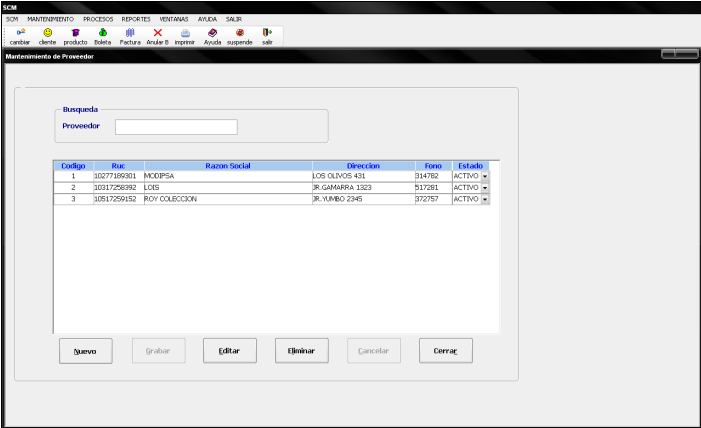 SCM
SCM MANTENIMIENTO PROCESOS REPORTES VENTANAS AYUDA SALIR
cambiar cliente producto Boleta Factura Anular B imprimir Ayuda suspende salir
Mantenimiento de Proveedor
Busqueda
Proveedor
Codigo Ruc Razon Social Direccion Fono Estado
1 10277189301 MODIPSA LOS OLIVOS 431 314782 ACTIVO
2 10317258392 LOIS JR.GAMARRA 1323 517281 ACTIVO
3 10517259152 ROY COLECCION JR.YUMBO 2345 372757 ACTIVO
Nuevo Grabar Editar Eliminar Cancelar Cerrar